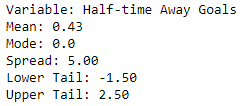 Variable: Half-time Away Goals
Mean: 0.43
Mode: 0.0
Spread: 5.00
Lower Tail: -1.50
Upper Tail: 2.50